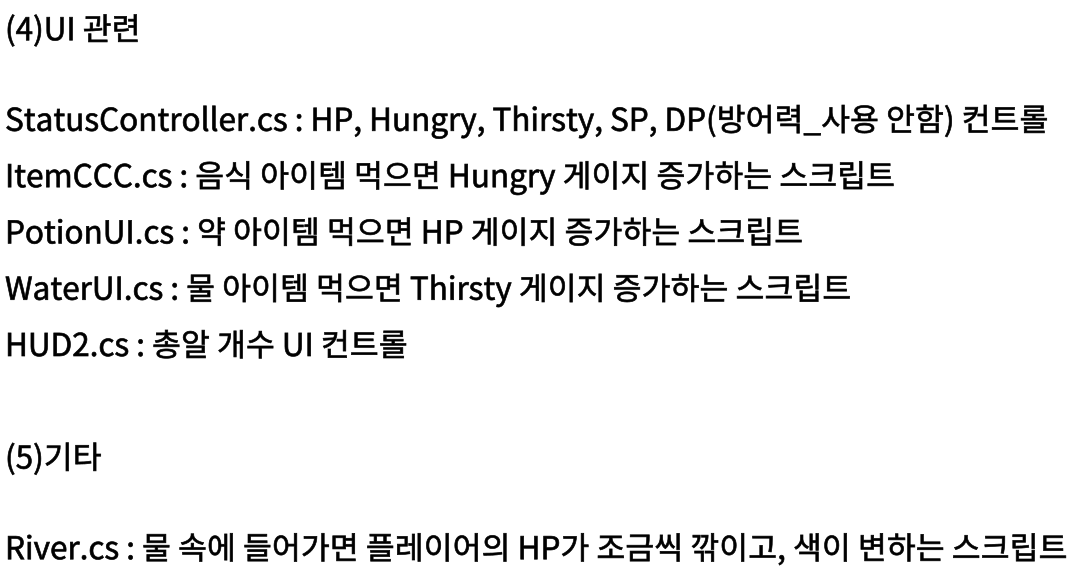 (4)UI 관련
StatusController.cs : HP, Hungry, Thirsty, SP, DP(방어력_사용 안함) 컨트롤
ItemCCC.cs : 음식 아이템 먹으면 Hungry 게이지 증가하는 스크립트
PotionUI.cs : 약 아이템 먹으면 HP 게이지 증가하는 스크립트
WaterUI.cs : 물 아이템 먹으면 Thirsty 게이지 증가하는 스크립트
HUD2.cs : 총알 개수 UI 컨트롤
(5)기타
River.cs : 물 속에 들어가면 플레이어의 HP가 조금씩 깎이고, 색이 변하는 스크립트